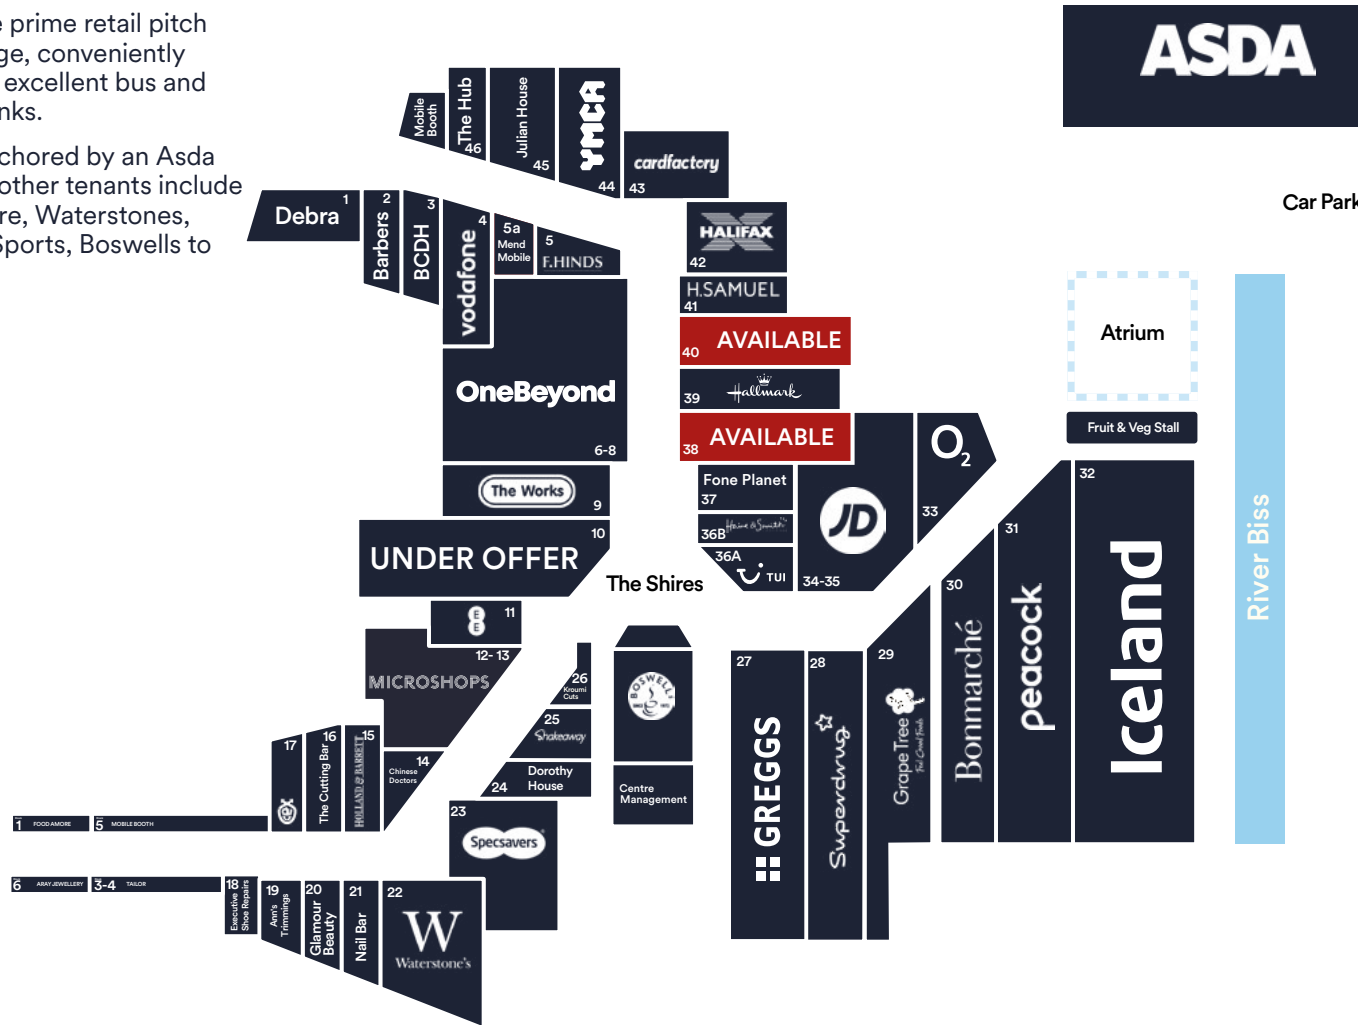 e prime retail pitch
ge, conveniently
excellent bus and
nks.
chored by an Asda
other tenants include
re, Waterstones,
Sports, Boswells to
ASDA
Car Park
Atrium
Fruit & Veg Stall
River Biss
Mobile
Booth
The Hub
46
Julian House
45
YMCA
44
cardfactory
43
1
Debra
2
Barbers
3
BCDH
4
vodafone
5a
Mend
Mobile
5
F.HINDS
HALIFAX
42
H.SAMUEL
41
40
AVAILABLE
39
Hallmark
38
AVAILABLE
OneBeyond
6-8
The Works
9
10
UNDER OFFER
Fone Planet
37
36B
Haine & Smith
36A
TUI
JD
34-35
O2
33
The Shires
EE
11
12- 13
MICROSHOPS
26
Kroumi
Cuts
25
Shakeaway
24
Dorothy
House
BOSWELLS
Centre
Management
27
GREGGS
28
Superdrug
29
Grape Tree
30
Bonmarché
31
peacock
32
Iceland
17
cex
16
The Cutting Bar
15
HOLLAND & BARRETT
14
Chinese
Doctors
23
Specsavers
1
FOOD AMORE
5
MOBILE BOOTH
6
ARAY JEWELLERY
3-4
TAILOR
18
Executive
Shoe Repairs
19
Ann's
Trimmings
20
Glamour
Beauty
21
Nail Bar
22
W
Waterstone's